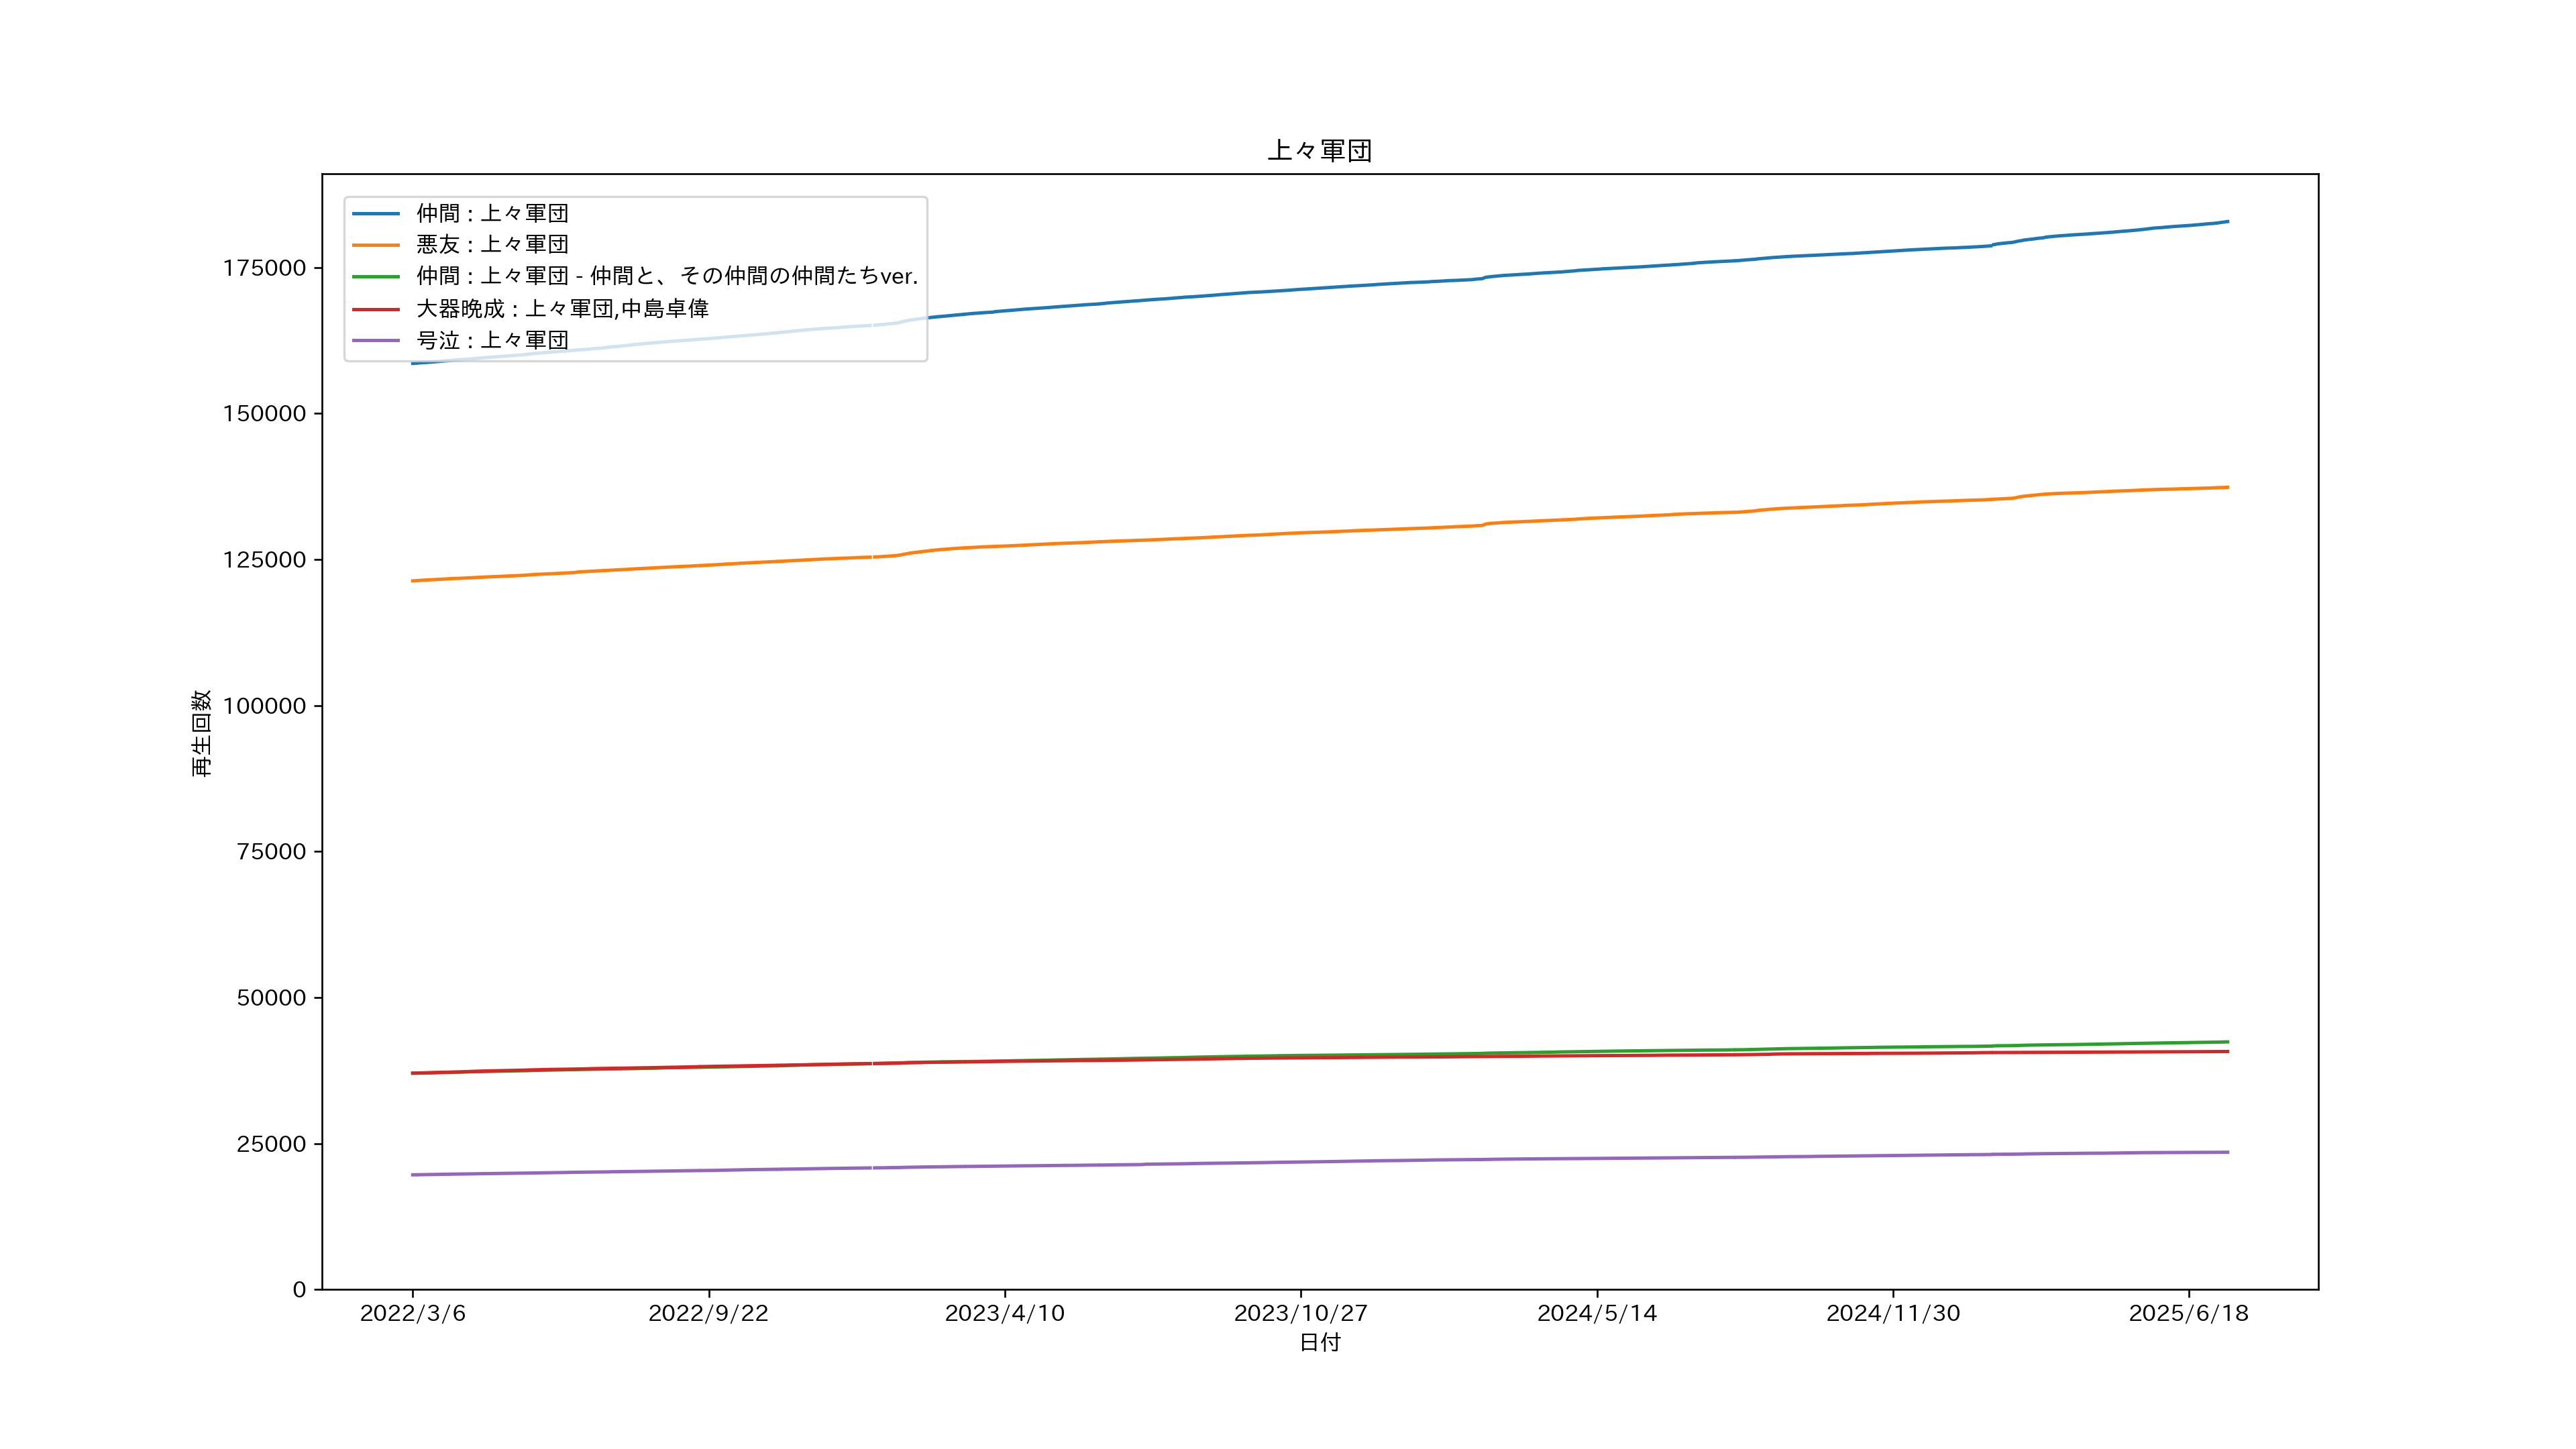 上々軍団
仲間 : 上々軍団
悪友 : 上々軍団
仲間 : 上々軍団 - 仲間と、その仲間の仲間たちver.
大器晩成 : 上々軍団,中島卓偉
号泣 : 上々軍団
再生回数
175000
150000
125000
100000
75000
50000
25000
0
2022/3/6
2022/9/22
2023/4/10
2023/10/27
2024/5/14
2024/11/30
2025/6/18
日付